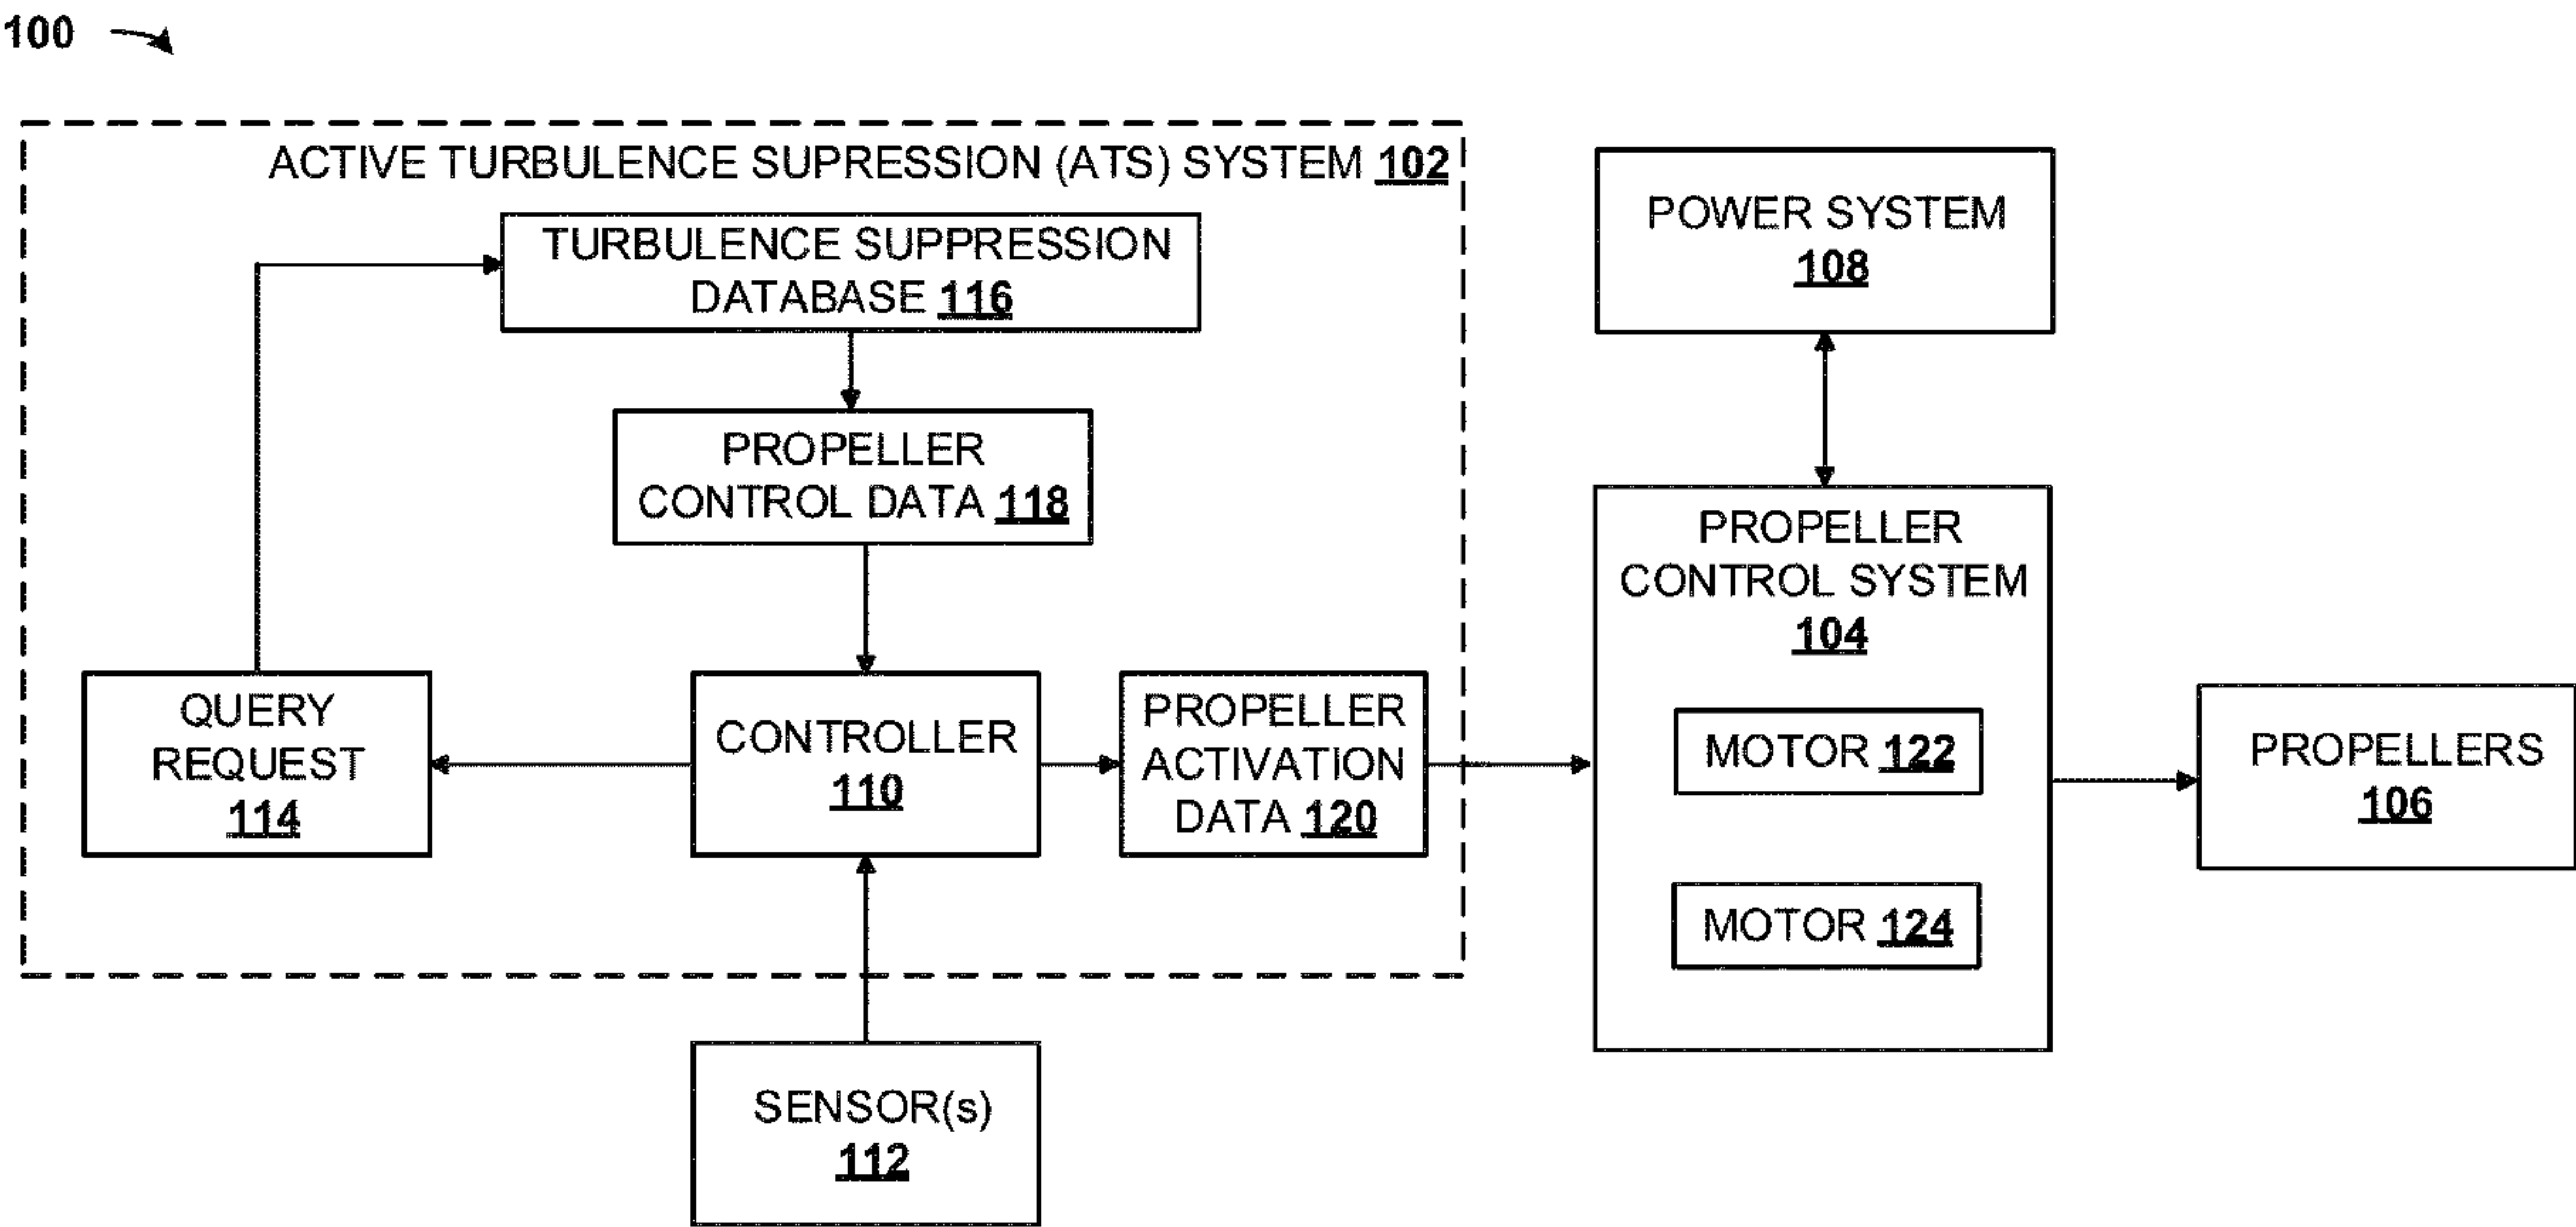 100
ACTIVE TURBULENCE SUPRESSION (ATS) SYSTEM 102
TURBULENCE SUPPRESSION
DATABASE 116
PROPELLER
CONTROL DATA 118
QUERY
REQUEST
114
CONTROLLER
110
PROPELLER
ACTIVATION
DATA 120
SENSOR(s)
112
POWER SYSTEM
108
PROPELLER
CONTROL SYSTEM
104
MOTOR 122
MOTOR 124
PROPELLERS
106